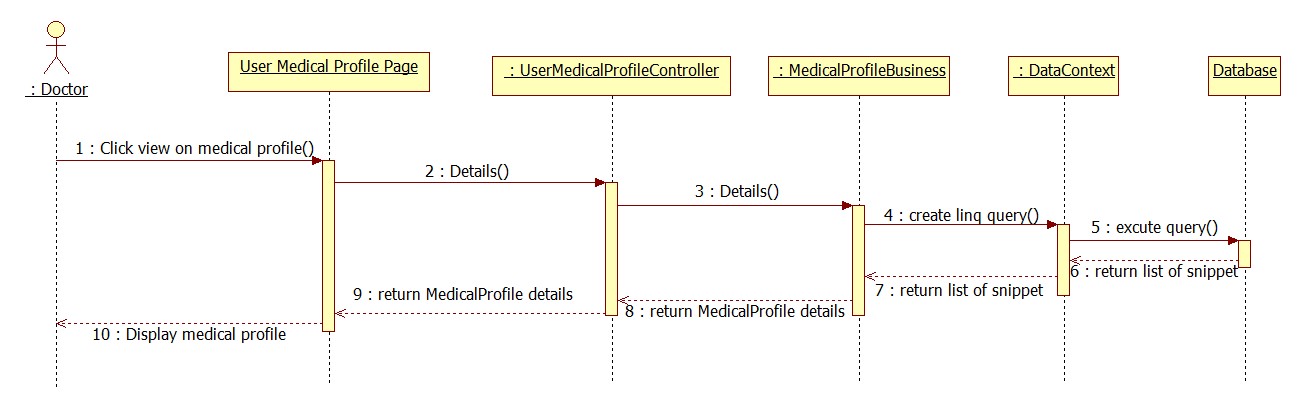 : Doctor
User Medical Profile Page
: UserMedicalProfileController
: MedicalProfileBusiness
: DataContext
Database
1 : Click view on medical profile()
2 : Details()
3 : Details()
4 : create linq query()
5 : excute query()
6 : return list of snippet
7 : return list of snippet
8 : return MedicalProfile details
9 : return MedicalProfile details
10 : Display medical profile